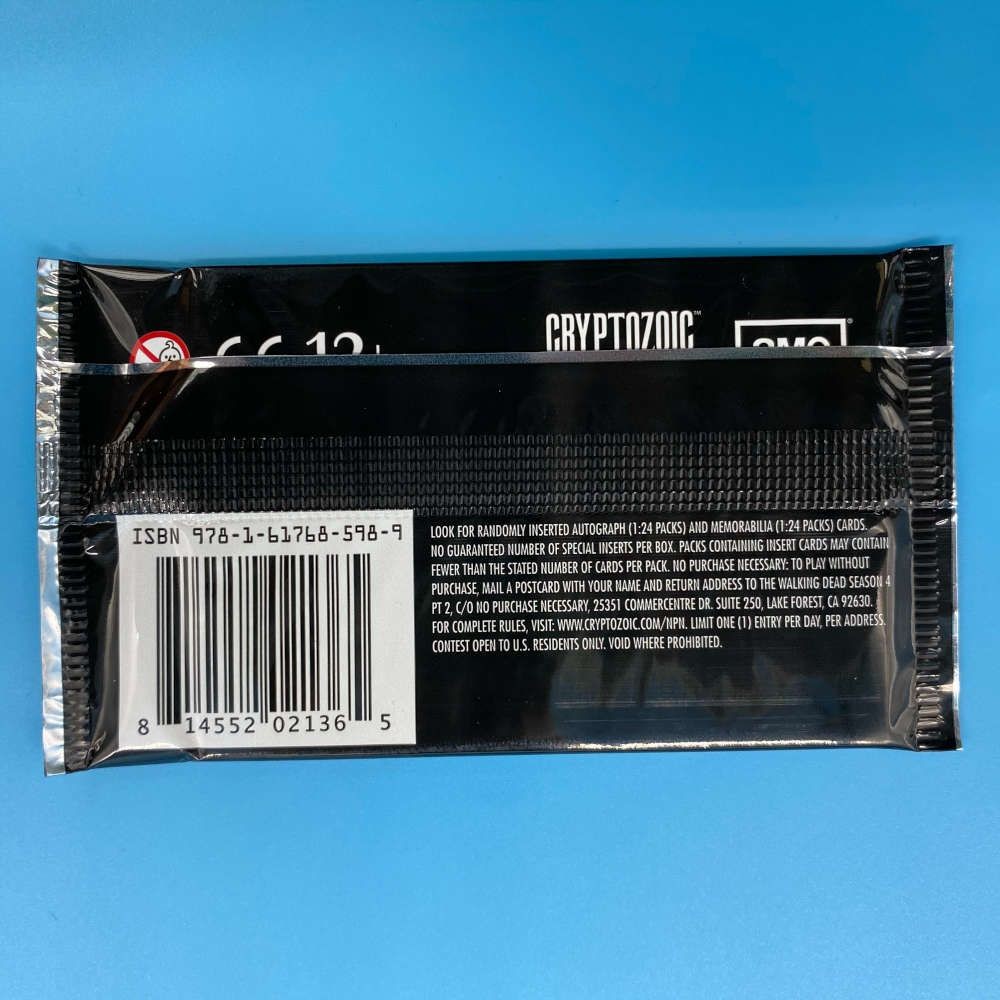 CRYPTOZOIC™
ISBN 978-1-61768-598-9
8 14552 02136 5
LOOK FOR RANDOMLY INSERTED AUTOGRAPH (1:24 PACKS) AND MEMORABILIA (1:24 PACKS) CARDS.
NO GUARANTEED NUMBER OF SPECIAL INSERTS PER BOX. PACKS CONTAINING INSERT CARDS MAY CONTAIN
FEWER THAN THE STATED NUMBER OF CARDS PER PACK. NO PURCHASE NECESSARY: TO PLAY WITHOUT
PURCHASE, MAIL A POSTCARD WITH YOUR NAME AND RETURN ADDRESS TO THE WALKING DEAD SEASON 4
PT 2, C/O NO PURCHASE NECESSARY, 25351 COMMERCENTRE DR. SUITE 250, LAKE FOREST, CA 92630.
FOR COMPLETE RULES, VISIT: WWW.CRYPTOZOIC.COM/NPN. LIMIT ONE (1) ENTRY PER DAY, PER ADDRESS.
CONTEST OPEN TO U.S. RESIDENTS ONLY. VOID WHERE PROHIBITED.